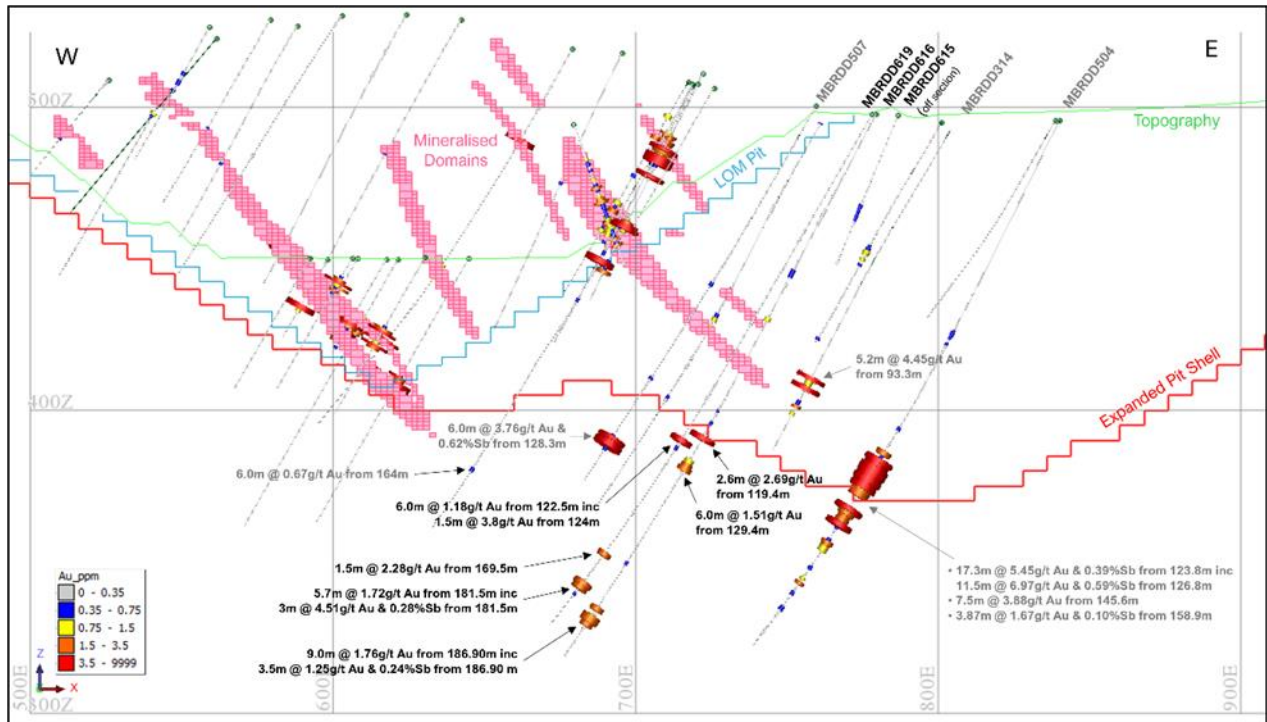 W
E
MBRDD507
MBRDD619
MBRDD616
MBRDD615
(off section)
MBRDD314
MBRDD504
500Z
Topography
Mineralised
Domains
LOM Pit
5.2m @ 4.45g/t Au
from 93.3m
Expanded Pit Shell
400Z
6.0m @ 3.76g/t Au &
0.62%Sb from 128.3m
6.0m @ 0.67g/t Au from 164m
2.6m @ 2.69g/t Au
from 119.4m
6.0m @ 1.18g/t Au from 122.5m inc
1.5m @ 3.8g/t Au from 124m
6.0m @ 1.51g/t Au
from 129.4m
1.5m @ 2.28g/t Au from 169.5m
5.7m @ 1.72g/t Au from 181.5m inc
3m @ 4.51g/t Au & 0.28%Sb from 181.5m
• 17.3m @ 5.45g/t Au & 0.39%Sb from 123.8m inc
11.5m @ 6.97g/t Au & 0.59%Sb from 126.8m
• 7.5m @ 3.88g/t Au from 145.6m
• 3.87m @ 1.67g/t Au & 0.10%Sb from 158.9m
9.0m @ 1.76g/t Au from 186.90m inc
3.5m @ 1.25g/t Au & 0.24%Sb from 186.90 m
Au_ppm
0 - 0.35
0.35 - 0.75
0.75 - 1.5
1.5 - 3.5
3.5 - 9999
Z
X
500E
600E
700E
800E
900E
300Z